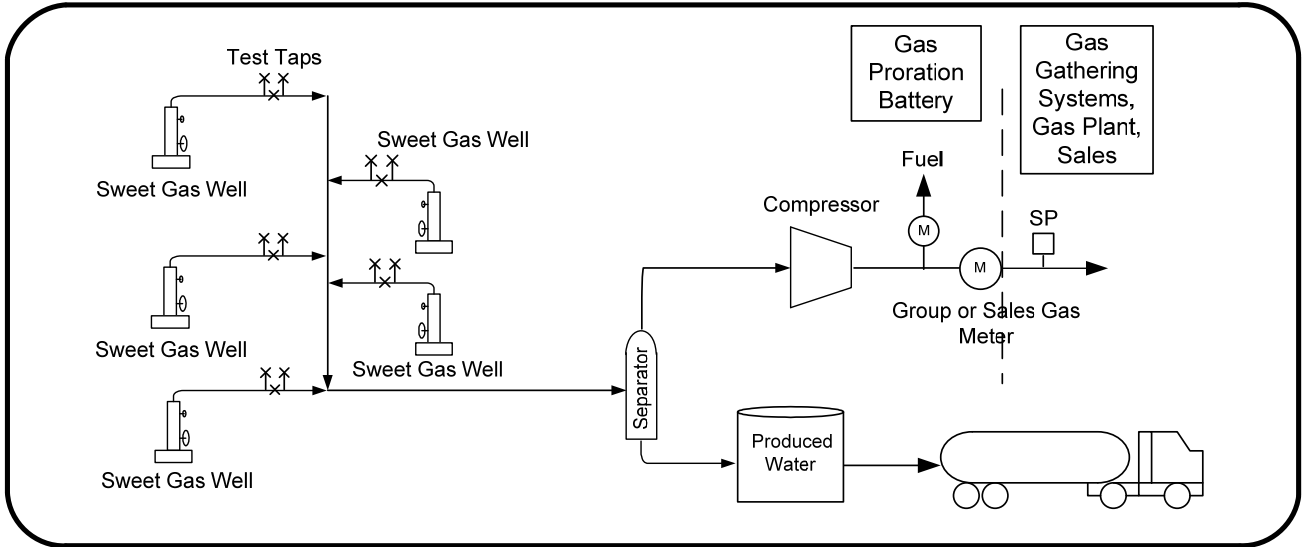 Test Taps
Sweet Gas Well
Sweet Gas Well
Sweet Gas Well
Sweet Gas Well
Sweet Gas Well
Separator
Compressor
Fuel
M
M
Group or Sales Gas
Meter
SP
Gas
Proration
Battery
Gas
Gathering
Systems,
Gas Plant,
Sales
Produced
Water